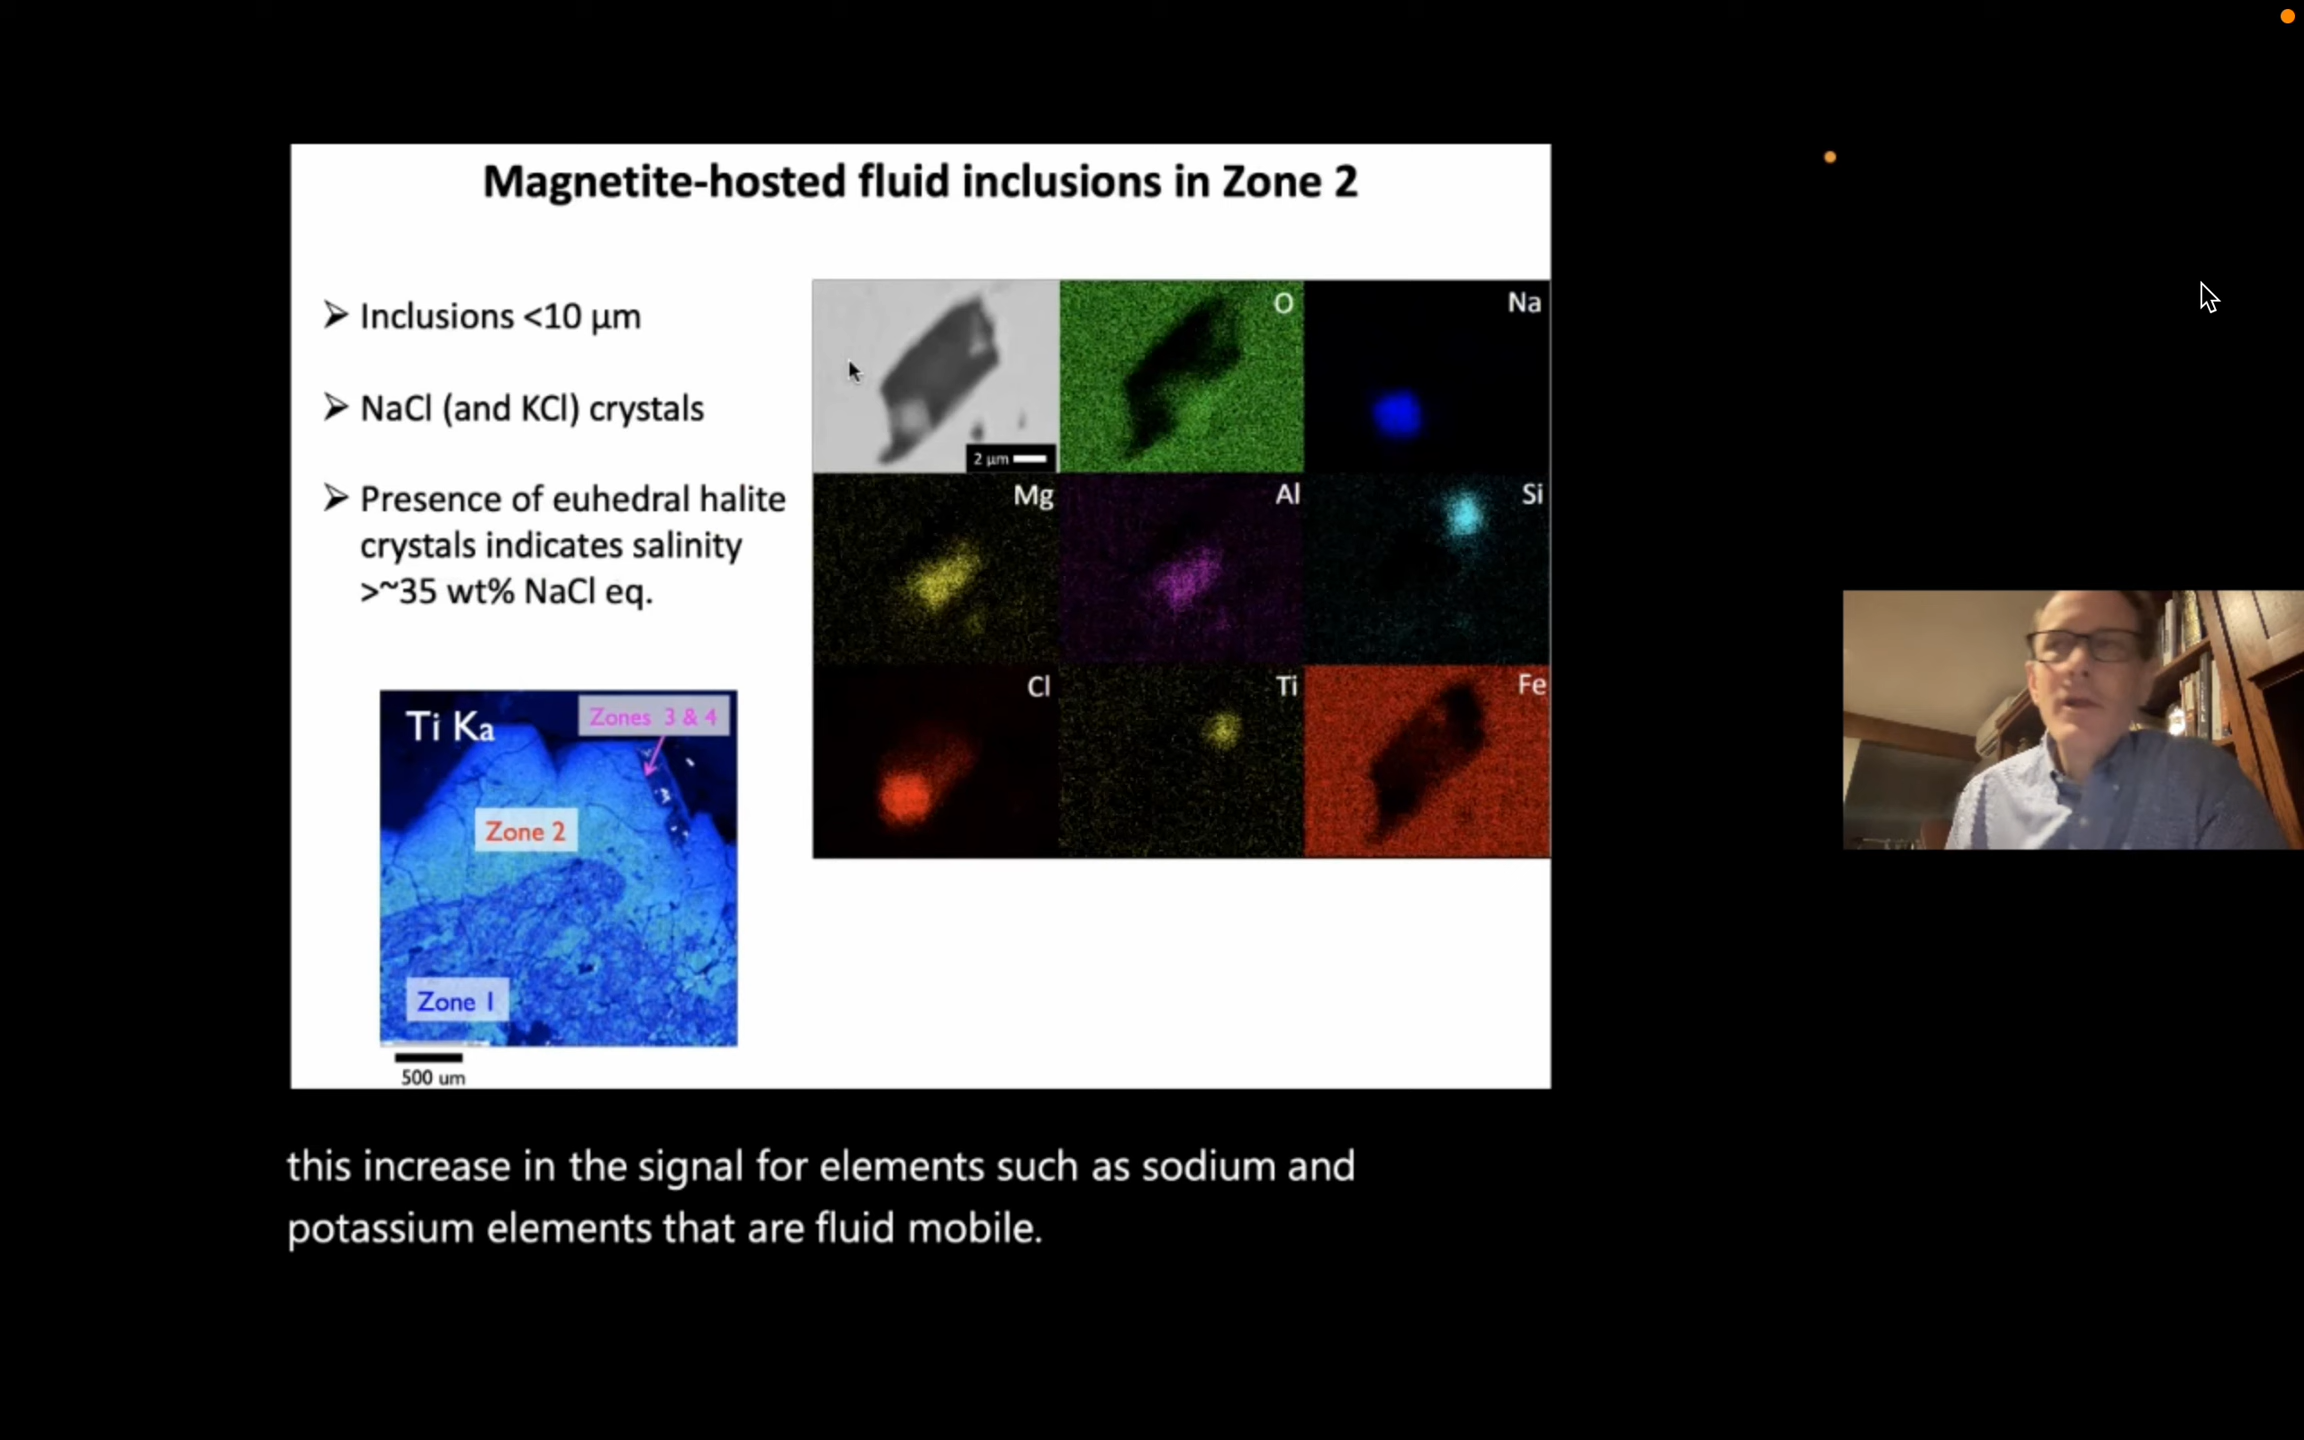 Magnetite-hosted fluid inclusions in Zone 2
➢ Inclusions <10 µm
➢ NaCl (and KCl) crystals
➢ Presence of euhedral halite
crystals indicates salinity
>~35 wt% NaCl eq.
O
Na
2 µm
Mg
Al
Si
Cl
Ti
Fe
Ti Ka
Zones 3 & 4
Zone 2
Zone 1
500 um
this increase in the signal for elements such as sodium and
potassium elements that are fluid mobile.